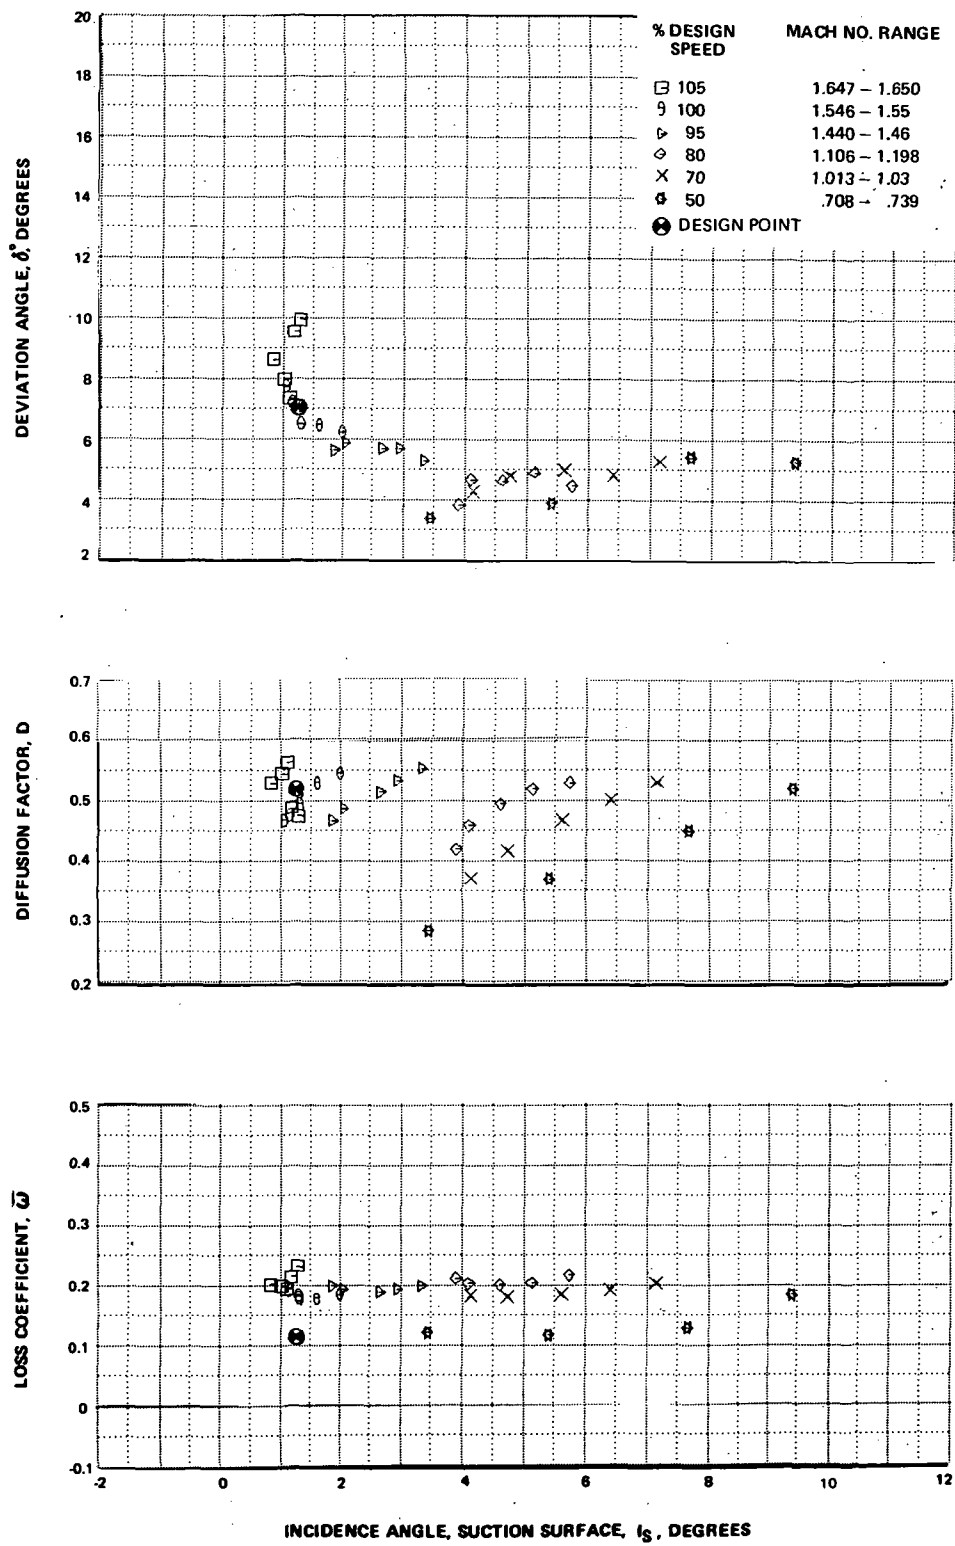 % DESIGN SPEED MACH NO. RANGE
105 1.647 – 1.650
100 1.546 – 1.55
95 1.440 – 1.46
80 1.106 – 1.198
70 1.013 – 1.03
50 .708 – .739
DESIGN POINT
DEVIATION ANGLE, δ°, DEGREES
20
18
16
14
12
10
8
6
4
2
DIFFUSION FACTOR, D
0.7
0.6
0.5
0.4
0.3
0.2
LOSS COEFFICIENT, ω̅
0.5
0.4
0.3
0.2
0.1
0
-0.1
-2 0 2 4 6 8 10 12
INCIDENCE ANGLE, SUCTION SURFACE, iS, DEGREES